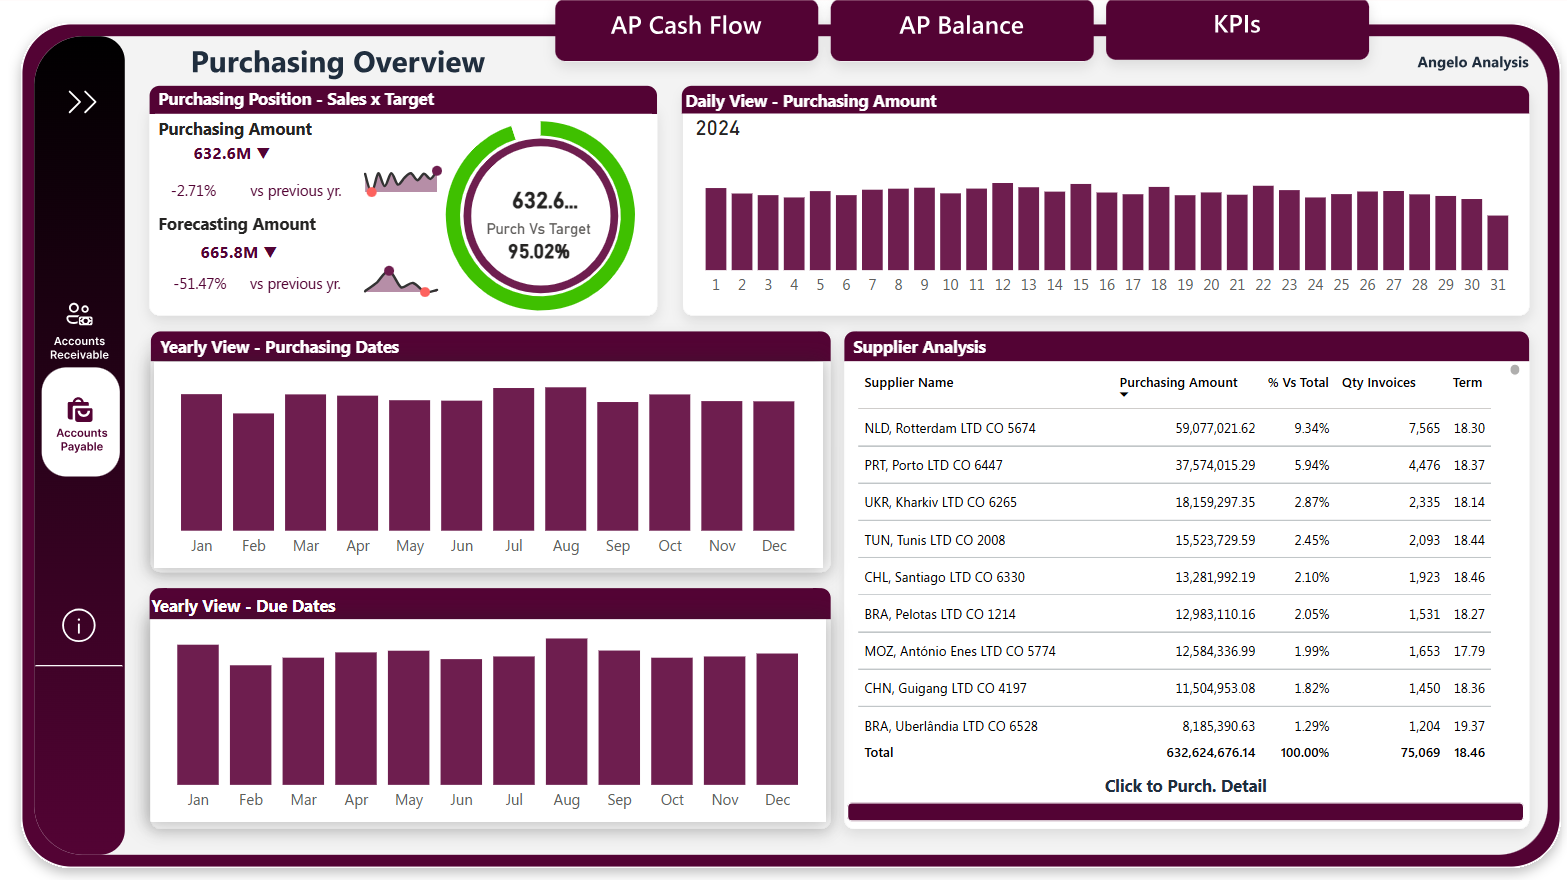 AP Cash Flow
AP Balance
KPIs
Purchasing Overview
Angelo Analysis
Accounts
Receivable
Accounts
Payable
Purchasing Position - Sales x Target
Purchasing Amount
632.6M
-2.71% vs previous yr.
Forecasting Amount
665.8M
-51.47% vs previous yr.
632.6...
Purch Vs Target
95.02%
Daily View - Purchasing Amount
2024
1 2 3 4 5 6 7 8 9 10 11 12 13 14 15 16 17 18 19 20 21 22 23 24 25 26 27 28 29 30 31
Yearly View - Purchasing Dates
Jan Feb Mar Apr May Jun Jul Aug Sep Oct Nov Dec
Yearly View - Due Dates
Jan Feb Mar Apr May Jun Jul Aug Sep Oct Nov Dec
Supplier Analysis
Supplier Name Purchasing Amount % Vs Total Qty Invoices Term
NLD, Rotterdam LTD CO 5674 59,077,021.62 9.34% 7,565 18.30
PRT, Porto LTD CO 6447 37,574,015.29 5.94% 4,476 18.37
UKR, Kharkiv LTD CO 6265 18,159,297.35 2.87% 2,335 18.14
TUN, Tunis LTD CO 2008 15,523,729.59 2.45% 2,093 18.44
CHL, Santiago LTD CO 6330 13,281,992.19 2.10% 1,923 18.46
BRA, Pelotas LTD CO 1214 12,983,110.16 2.05% 1,531 18.27
MOZ, António Enes LTD CO 5774 12,584,336.99 1.99% 1,653 17.79
CHN, Guigang LTD CO 4197 11,504,953.08 1.82% 1,450 18.36
BRA, Uberlândia LTD CO 6528 8,185,390.63 1.29% 1,204 19.37
Total 632,624,676.14 100.00% 75,069 18.46
Click to Purch. Detail